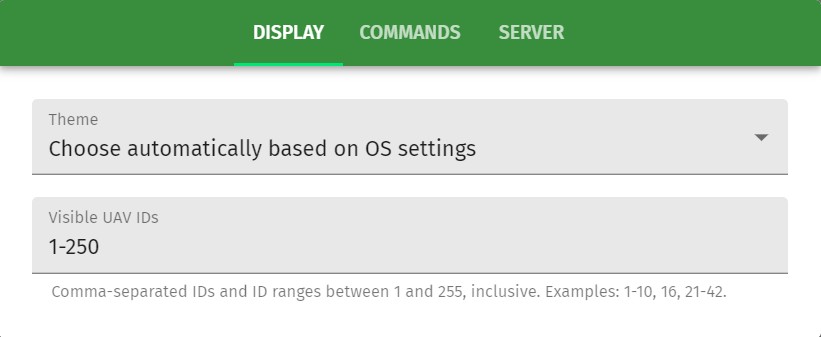 DISPLAY COMMANDS SERVER
Theme
Choose automatically based on OS settings
Visible UAV IDs
1-250
Comma-separated IDs and ID ranges between 1 and 255, inclusive. Examples: 1-10, 16, 21-42.